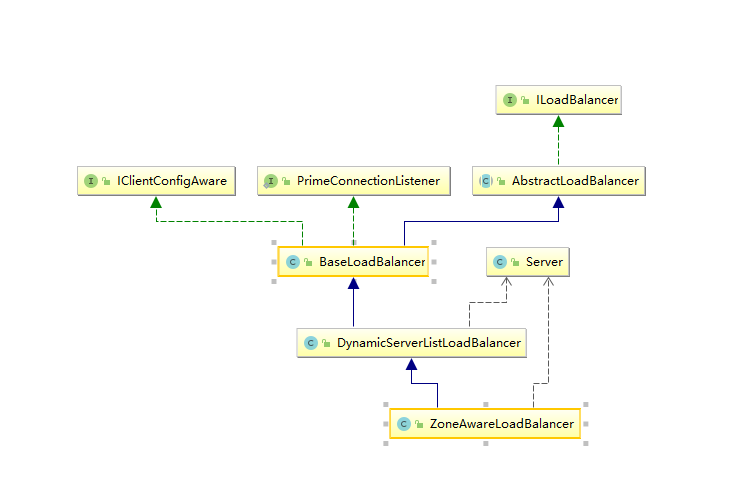 I ILoadBalancer
I IClientConfigAware
I PrimeConnectionListener
C AbstractLoadBalancer
C BaseLoadBalancer
C Server
C DynamicServerListLoadBalancer
C ZoneAwareLoadBalancer